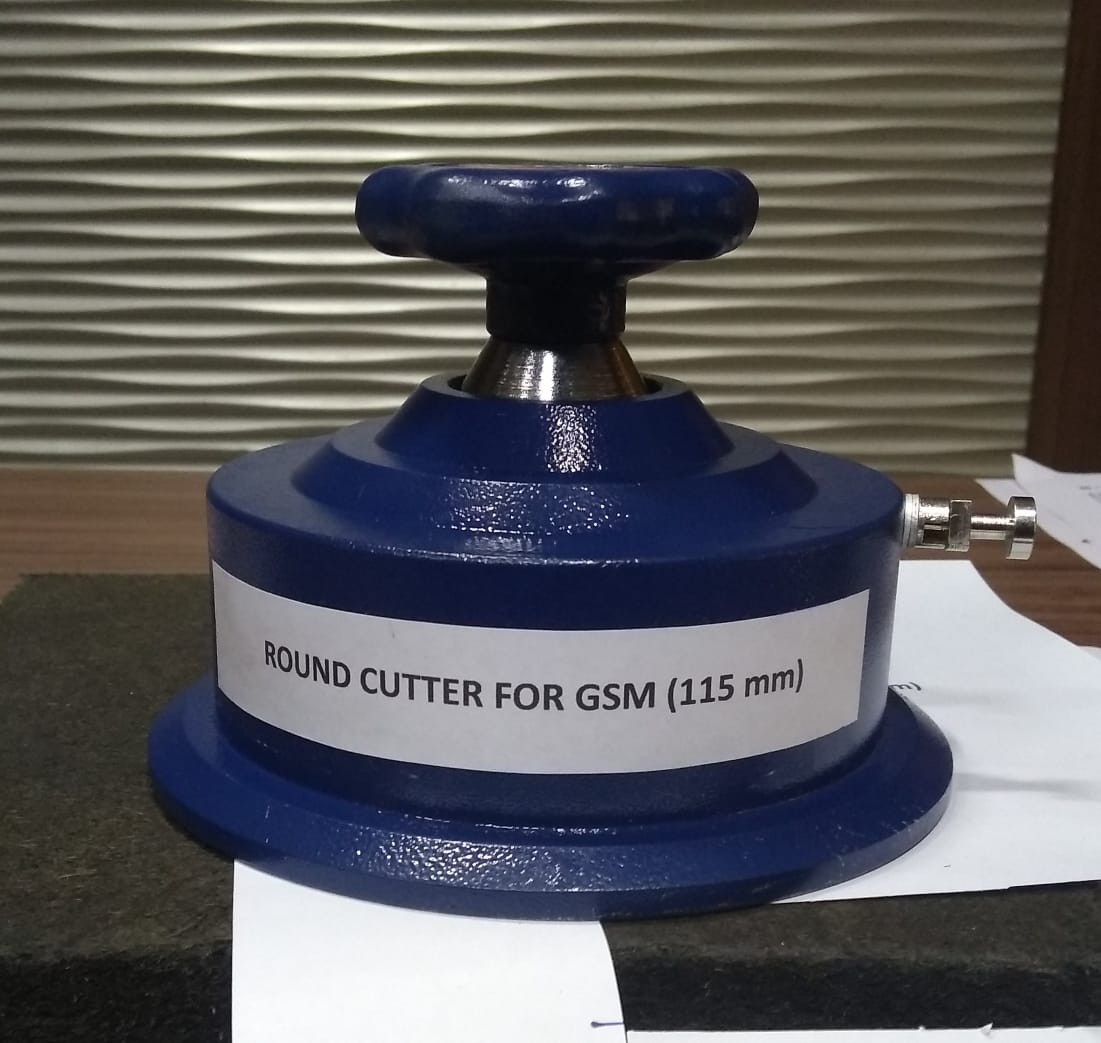 ROUND CUTTER FOR GSM (115 mm)
m)